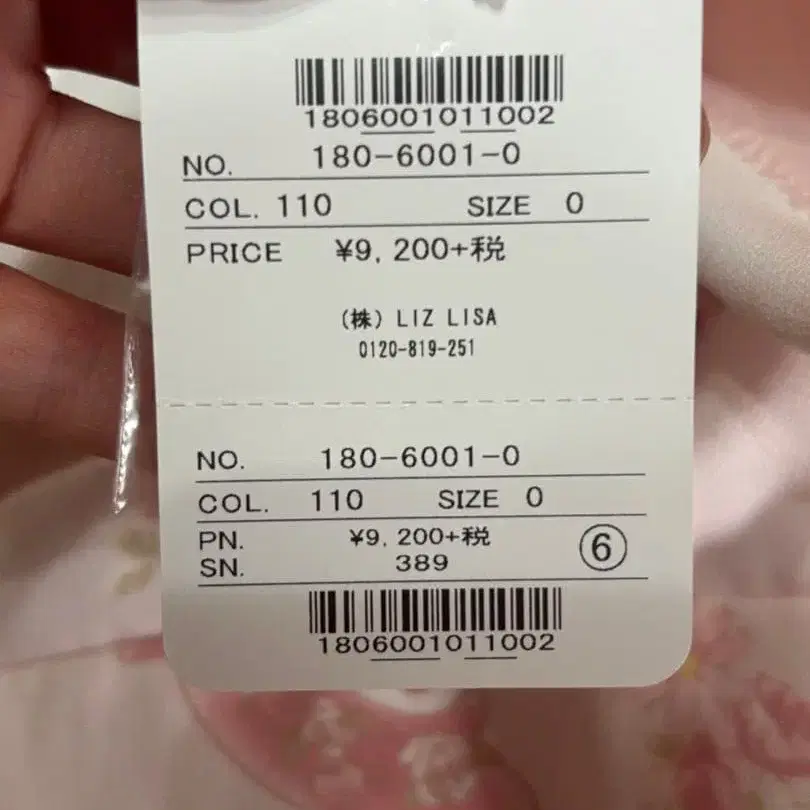 1806001011002
NO. 180-6001-0
COL. 110 SIZE 0
PRICE ¥9, 200+税
(株) LIZ LISA
0120-819-251
NO. 180-6001-0
COL. 110 SIZE 0
PN. ¥9, 200+税
SN. 389 ⑥
1806001011002